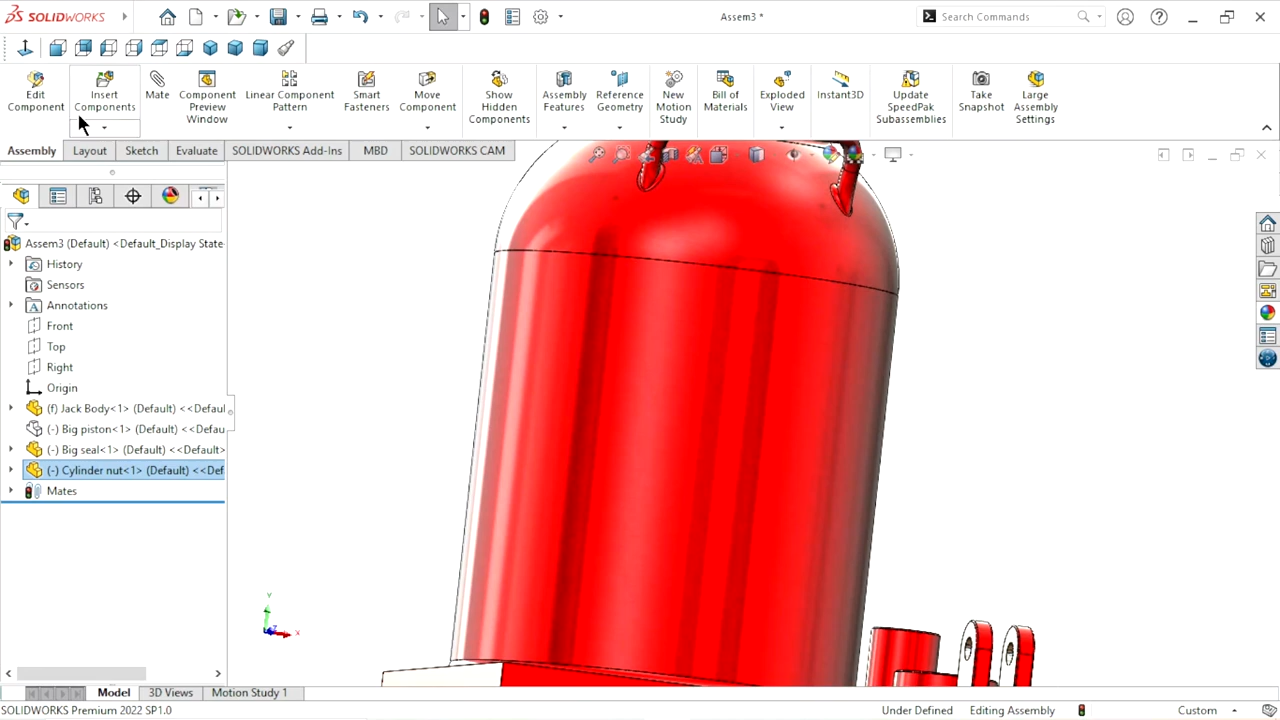 SOLIDWORKS
Assem3 *
Search Commands
Edit Component
Insert Components
Mate
Component Preview Window
Linear Component Pattern
Smart Fasteners
Move Component
Show Hidden Components
Assembly Features
Reference Geometry
New Motion Study
Bill of Materials
Exploded View
Instant3D
Update SpeedPak Subassemblies
Take Snapshot
Large Assembly Settings
Assembly
Layout
Sketch
Evaluate
SOLIDWORKS Add-Ins
MBD
SOLIDWORKS CAM
Assem3 (Default) <Default_Display State
History
Sensors
Annotations
Front
Top
Right
Origin
(f) Jack Body<1> (Default) <<Defaul
(-) Big piston<1> (Default) <<Defau
(-) Big seal<1> (Default) <<Default>
(-) Cylinder nut<1> (Default) <<Def
Mates
Y
Z
X
Model
3D Views
Motion Study 1
SOLIDWORKS Premium 2022 SP1.0
Under Defined
Editing Assembly
Custom